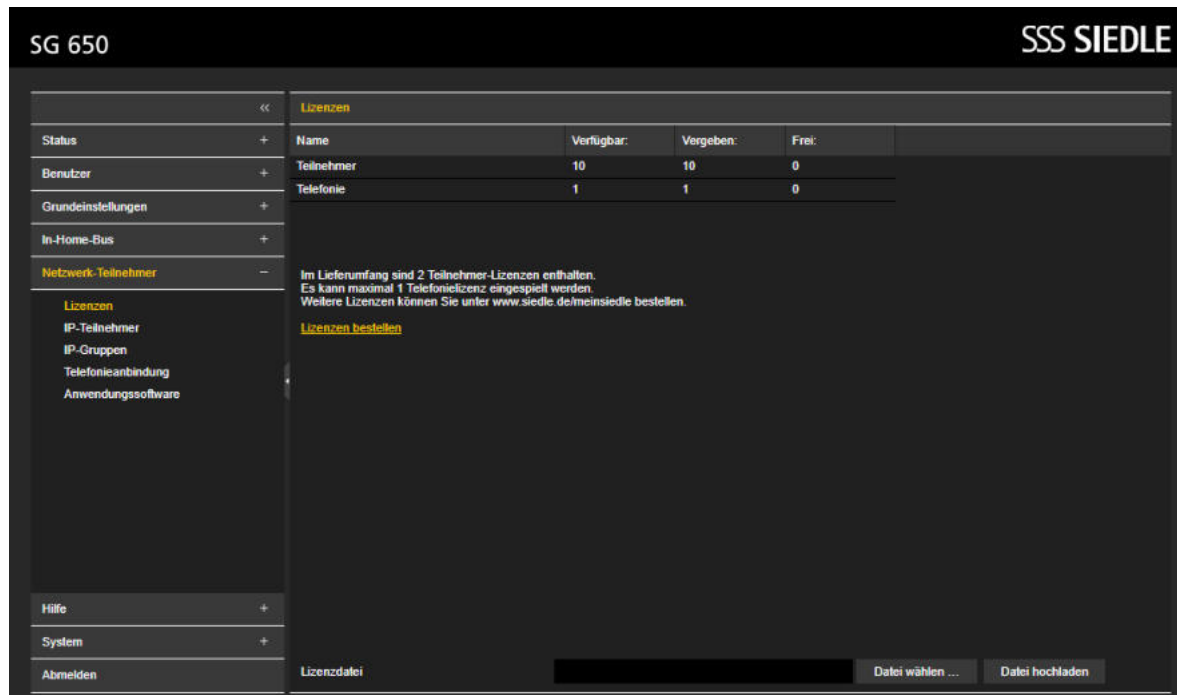 SG 650
SSS SIEDLE
«
Status +
Benutzer +
Grundeinstellungen +
In-Home-Bus +
Netzwerk-Teilnehmer −
Lizenzen
IP-Teilnehmer
IP-Gruppen
Telefonieanbindung
Anwendungssoftware
Hilfe +
System +
Abmelden
Lizenzen
Name Verfügbar: Vergeben: Frei:
Teilnehmer 10 10 0
Telefonie 1 1 0
Im Lieferumfang sind 2 Teilnehmer-Lizenzen enthalten.
Es kann maximal 1 Telefonielizenz eingespielt werden.
Weitere Lizenzen können Sie unter www.siedle.de/meinsiedle bestellen.
Lizenzen bestellen
Lizenzdatei Datei wählen ... Datei hochladen